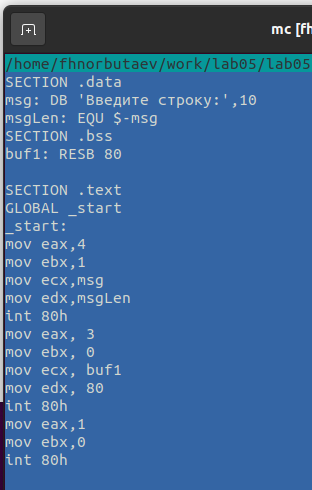 mc [fh
/home/fhnorbutaev/work/lab05/lab05
SECTION .data
msg: DB 'Введите строку:',10
msgLen: EQU $-msg
SECTION .bss
buf1: RESB 80
SECTION .text
GLOBAL _start
_start:
mov eax,4
mov ebx,1
mov ecx,msg
mov edx,msgLen
int 80h
mov eax, 3
mov ebx, 0
mov ecx, buf1
mov edx, 80
int 80h
mov eax,1
mov ebx,0
int 80h